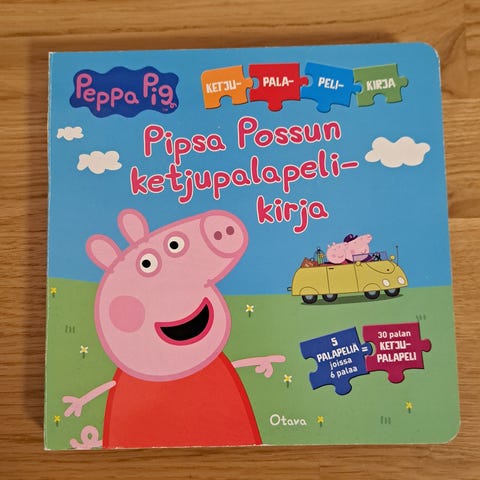 Peppa Pig
KETJU-
PALA-
PELI-
KIRJA
Pipsa Possun
ketjupalapeli-
kirja
5
PALAPELIÄ
joissa
6 palaa
=
30 palan
KETJU-
PALAPELI
Otava